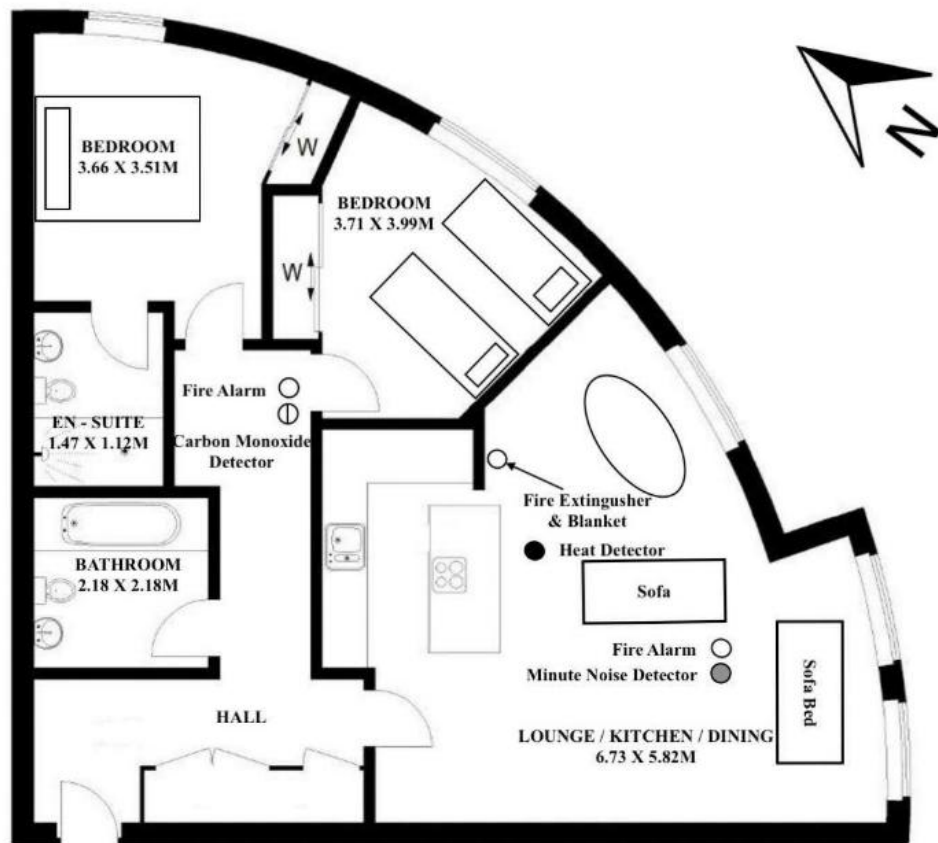 N
BEDROOM
3.66 X 3.51M
W
BEDROOM
3.71 X 3.99M
W
Fire Alarm
EN - SUITE
1.47 X 1.12M
Carbon Monoxide
Detector
Fire Extingusher
& Blanket
Heat Detector
BATHROOM
2.18 X 2.18M
Sofa
Fire Alarm
Minute Noise Detector
Sofa Bed
HALL
LOUNGE / KITCHEN / DINING
6.73 X 5.82M